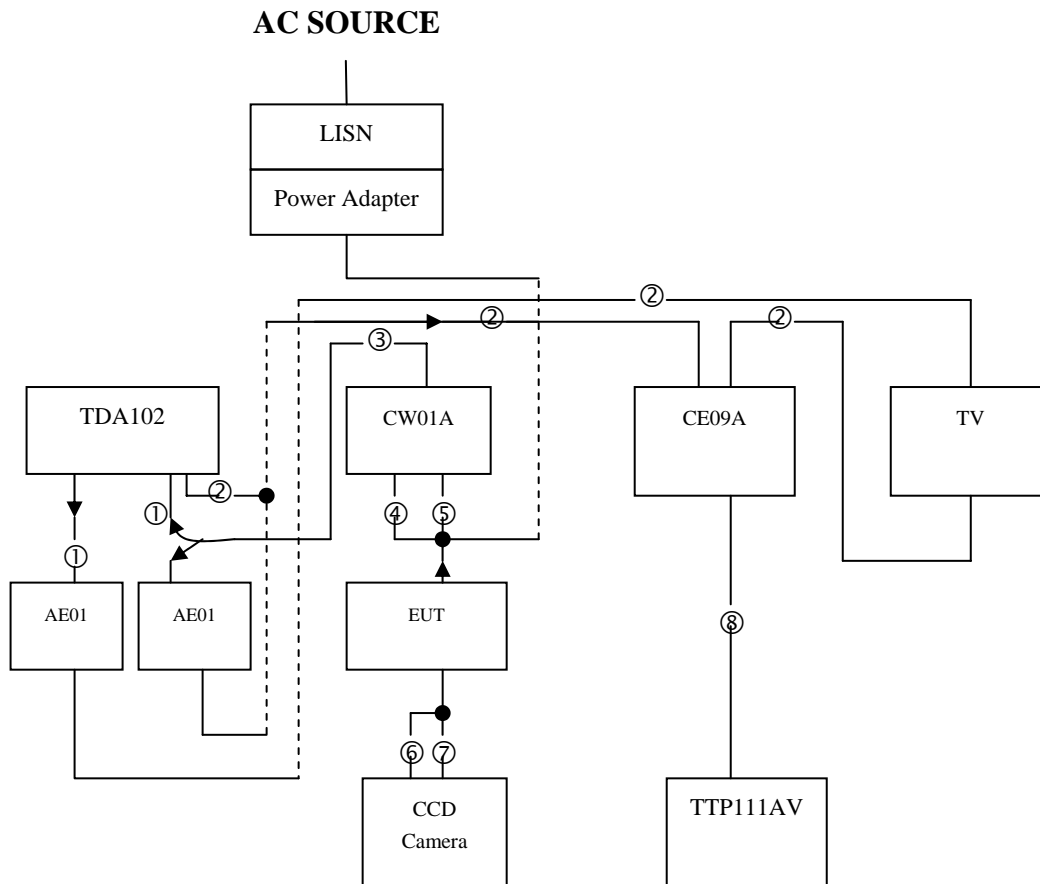 AC SOURCE
LISN
Power Adapter
②
②
②
③
TDA102
CW01A
CE09A
TV
②
①
④
⑤
①
AE01
AE01
EUT
⑧
⑥
⑦
CCD
Camera
TTP111AV